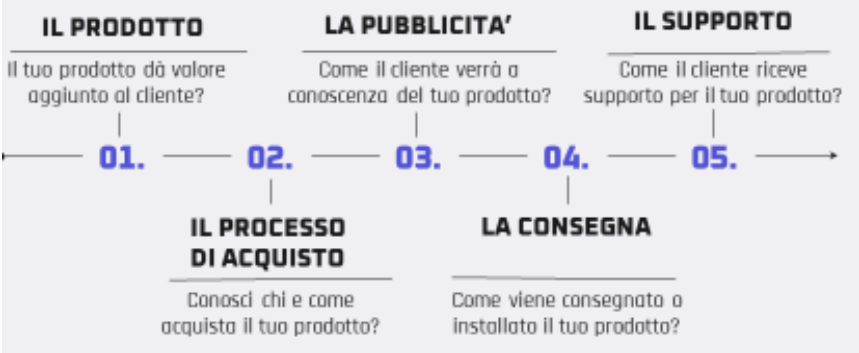 IL PRODOTTO
Il tuo prodotto dà valore
aggiunto al cliente?
01.
02.
IL PROCESSO
DI ACQUISTO
Conosci chi e come
acquista il tuo prodotto?
LA PUBBLICITA’
Come il cliente verrà a
conoscenza del tuo prodotto?
03.
04.
LA CONSEGNA
Come viene consegnato o
installato il tuo prodotto?
IL SUPPORTO
Come il cliente riceve
supporto per il tuo prodotto?
05.